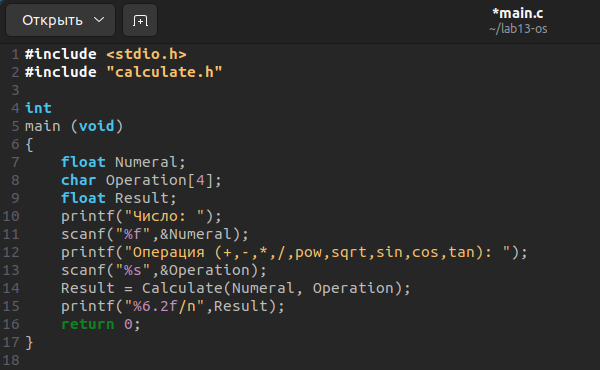 Открыть
*main.c
~/lab13-os
1 #include <stdio.h>
2 #include "calculate.h"
3
4 int
5 main (void)
6 {
7     float Numeral;
8     char Operation[4];
9     float Result;
10     printf("Число: ");
11     scanf("%f",&Numeral);
12     printf("Операция (+,-,*,/,pow,sqrt,sin,cos,tan): ");
13     scanf("%s",&Operation);
14     Result = Calculate(Numeral, Operation);
15     printf("%6.2f/n",Result);
16     return 0;
17 }
18